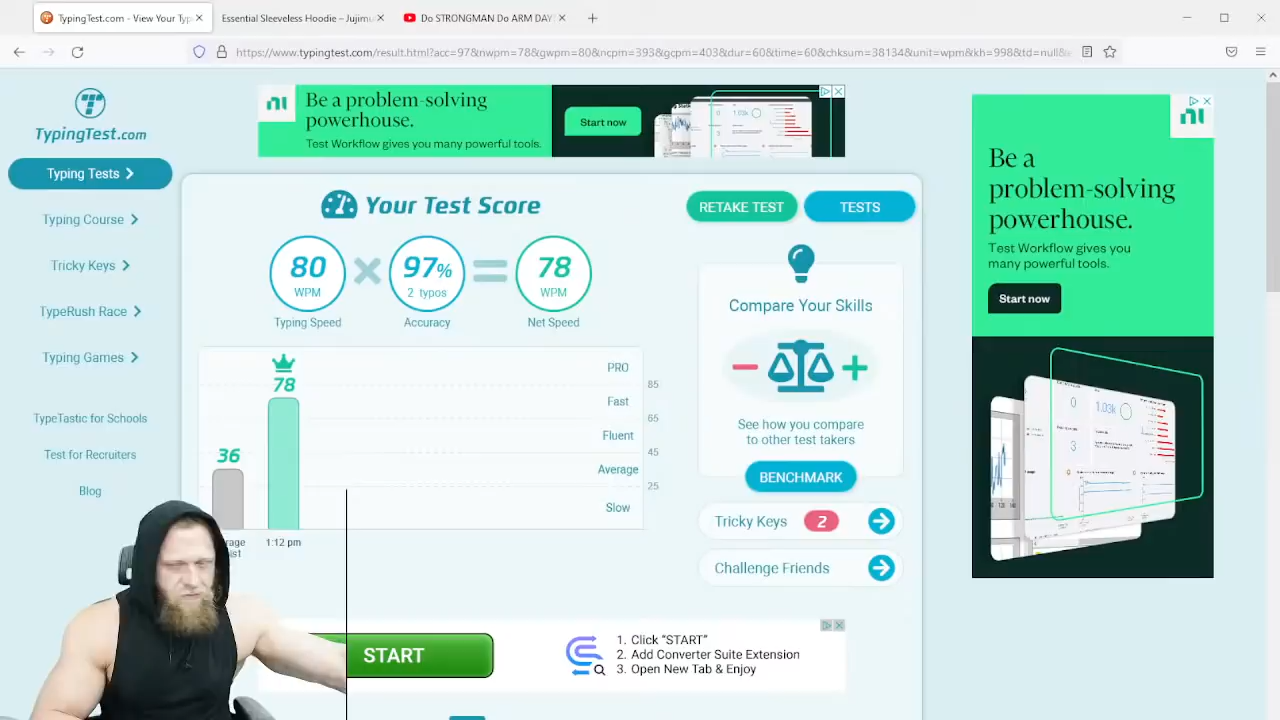 TypingTest.com - View Your Typ
Essential Sleeveless Hoodie – Jujimu
Do STRONGMAN Do ARM DAY!
https://www.typingtest.com/result.html?acc=97&nwpm=78&gwpm=80&ncpm=393&gcpm=403&dur=60&time=60&chksum=38134&unit=wpm&kh=998&td=null&e
TypingTest.com
Typing Tests
Typing Course
Tricky Keys
TypeRush Race
Typing Games
TypeTastic for Schools
Test for Recruiters
Blog
Be a problem-solving
powerhouse.
Test Workflow gives you many powerful tools.
Start now
Your Test Score
RETAKE TEST
TESTS
80
WPM
Typing Speed
97%
2 typos
Accuracy
78
WPM
Net Speed
PRO
85
Fast
65
Fluent
45
Average
25
Slow
36
78
1:12 pm
Compare Your Skills
See how you compare
to other test takers
BENCHMARK
Tricky Keys 2
Challenge Friends
START
1. Click "START"
2. Add Converter Suite Extension
3. Open New Tab & Enjoy
ni
Be a
problem-solving
powerhouse.
Test Workflow gives you
many powerful tools.
Start now
0
1.03k
3